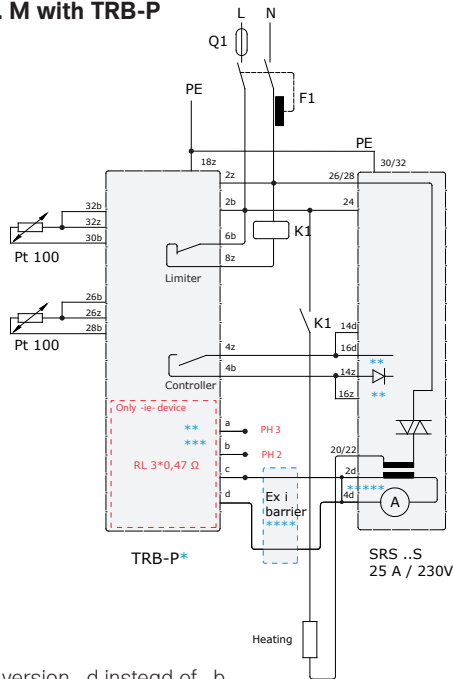 . M with TRB-P
L N
Q1
F1
PE
PE
18z
30/32
2z
26/28
2b
24
32b
32z
30b
Pt 100
6b
K1
8z
Limiter
26b
26z
28b
Pt 100
K1
14d
4z
16d
**
4b
14z
**
16z
Controller
Only -ie- device
**
***
RL 3*0,47 Ω
a
PH 3
b
PH 2
c
d
20/22
2d
*****
4d
A
Ex i
barrier
****
TRB-P*
SRS ..S
25 A / 230V
Heating
version d instead of b